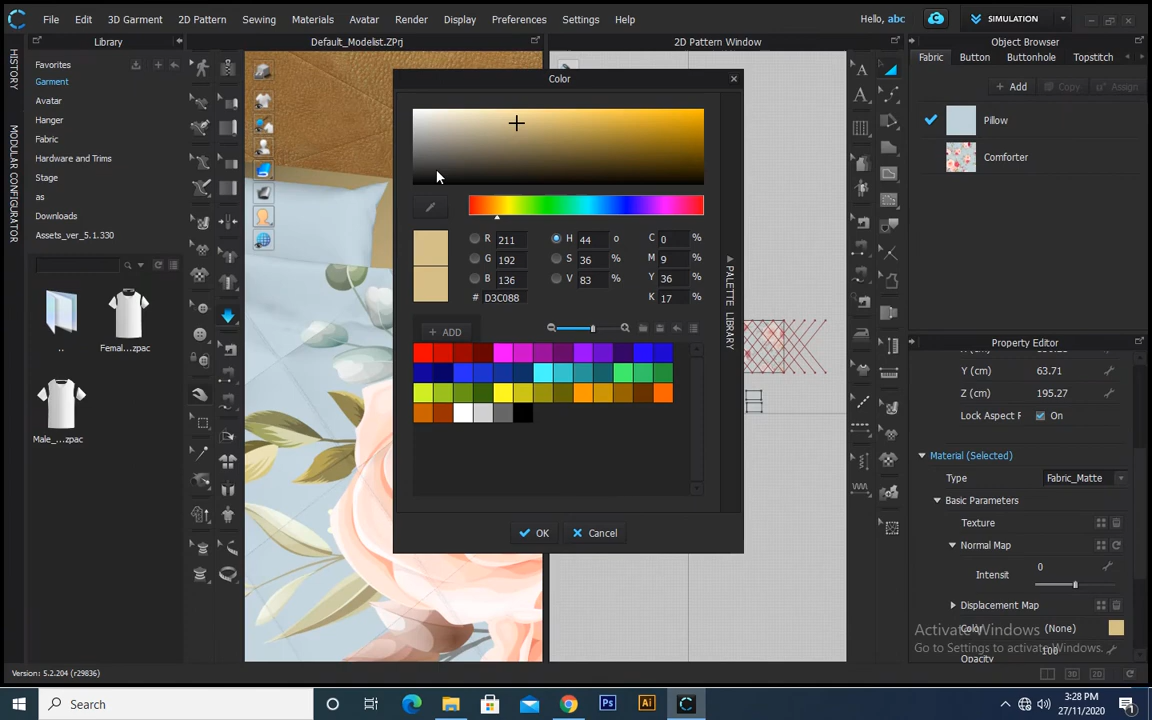 File Edit 3D Garment 2D Pattern Sewing Materials Avatar Render Display Preferences Settings Help
Hello, abc
SIMULATION
Library
Default_Modelist.ZPrj
2D Pattern Window
Object Browser
HISTORY
MODULAR CONFIGURATOR
Favorites
Garment
Avatar
Hanger
Fabric
Hardware and Trims
Stage
as
Downloads
Assets_ver_5.1.330
..
Femal...zpac
Male_...zpac
Color
R 211
G 192
B 136
# D3C088
H 44 o
S 36 %
V 83 %
C 0 %
M 9 %
Y 36 %
K 17 %
+ ADD
PALETTE LIBRARY
OK
Cancel
Fabric Button Buttonhole Topstitch
+ Add Copy Assign
Pillow
Comforter
Property Editor
Y (cm) 63.71
Z (cm) 195.27
Lock Aspect F On
Material (Selected)
Type Fabric_Matte
Basic Parameters
Texture
Normal Map
Intensit 0
Displacement Map
Color (None)
Opacity 100
Activate Windows
Go to Settings to activate Windows.
Version: 5.2.204 (r29836)
3D 2D
Search
Ps
Ai
3:28 PM
27/11/2020
1